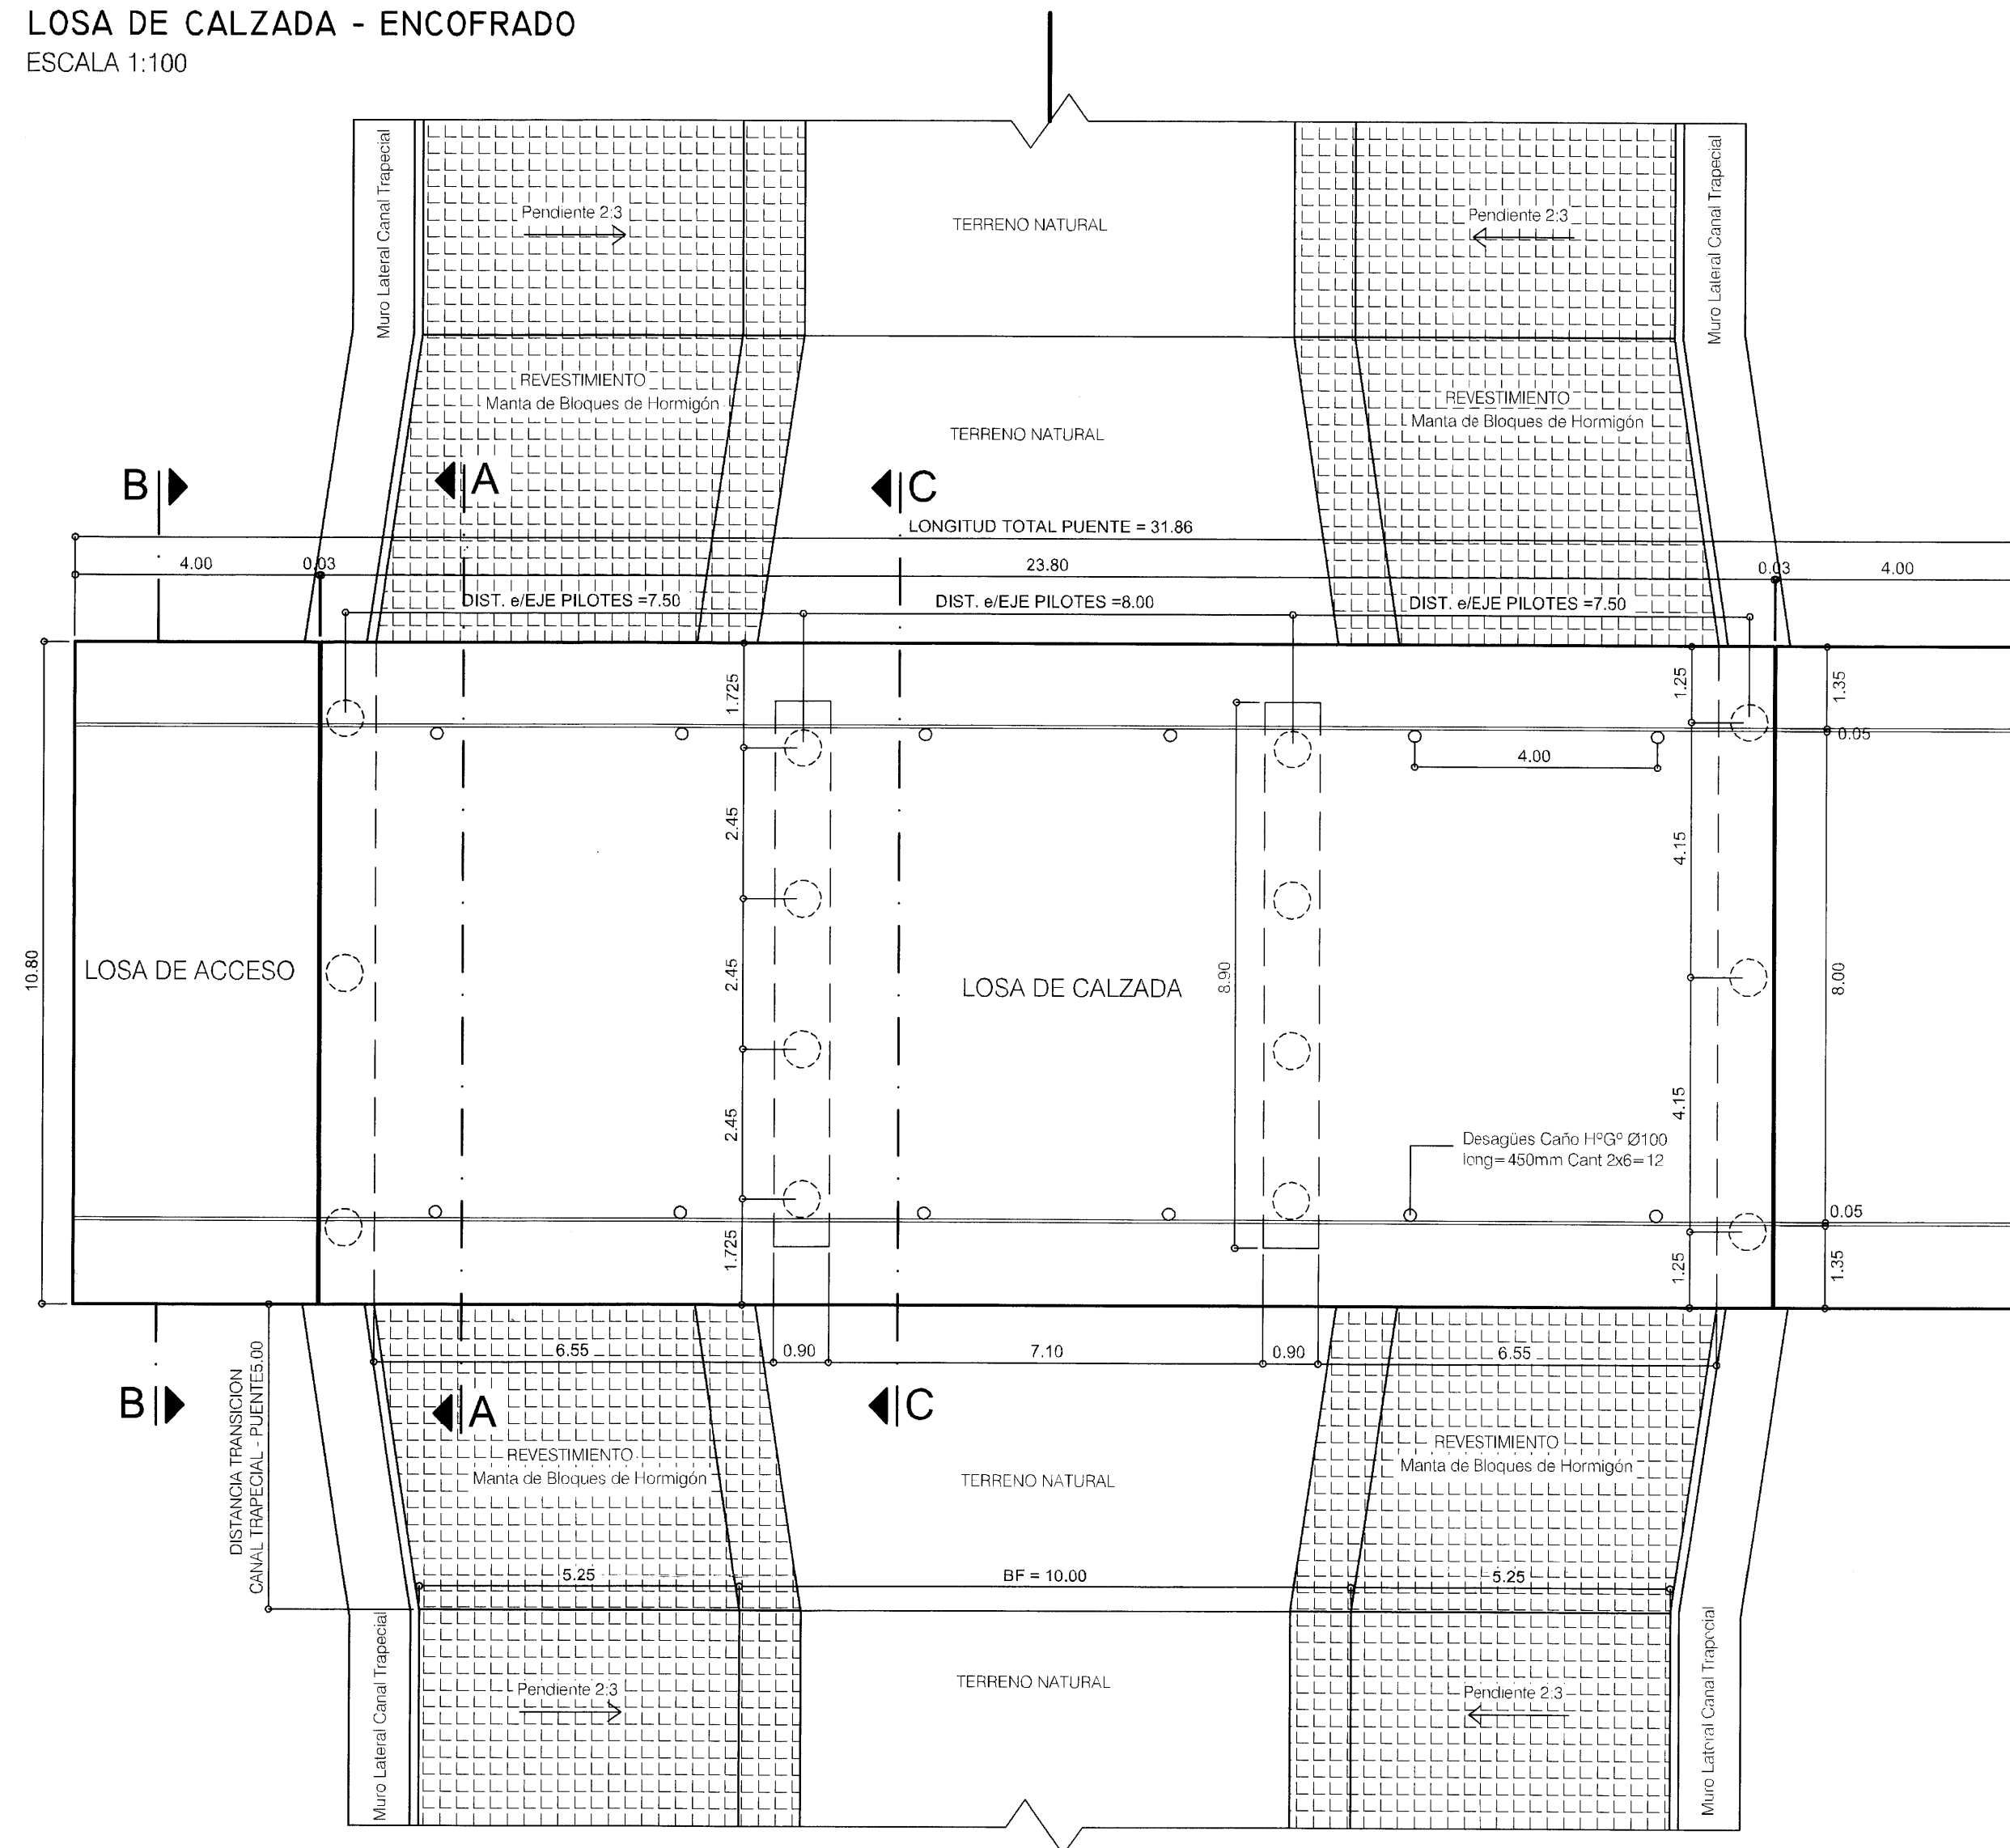 LOSA DE CALZADA - ENCOFRADO
ESCALA 1:100
Muro Lateral Canal Trapecial
Pendiente 2:3
TERRENO NATURAL
Pendiente 2:3
Muro Lateral Canal Trapecial
REVESTIMIENTO
Manta de Bloques de Hormigón
TERRENO NATURAL
REVESTIMIENTO
Manta de Bloques de Hormigón
B
A
C
LONGITUD TOTAL PUENTE = 31.86
4.00
0.03
23.80
0.03
4.00
DIST. e/EJE PILOTES =7.50
DIST. e/EJE PILOTES =8.00
DIST. e/EJE PILOTES =7.50
1.725
1.25
1.35
0.05
4.00
2.45
4.15
10.80
LOSA DE ACCESO
2.45
LOSA DE CALZADA
8.90
8.00
2.45
4.15
Desagües Caño HºGº Ø100
long=450mm Cant 2x6=12
0.05
1.725
1.25
1.35
6.55
0.90
7.10
0.90
6.55
DISTANCIA TRANSICION
CANAL TRAPECIAL - PUENTE5.00
B
A
C
REVESTIMIENTO
Manta de Bloques de Hormigón
TERRENO NATURAL
REVESTIMIENTO
Manta de Bloques de Hormigón
5.25
BF = 10.00
5.25
Muro Lateral Canal Trapecial
Pendiente 2:3
TERRENO NATURAL
Pendiente 2:3
Muro Lateral Canal Trapecial